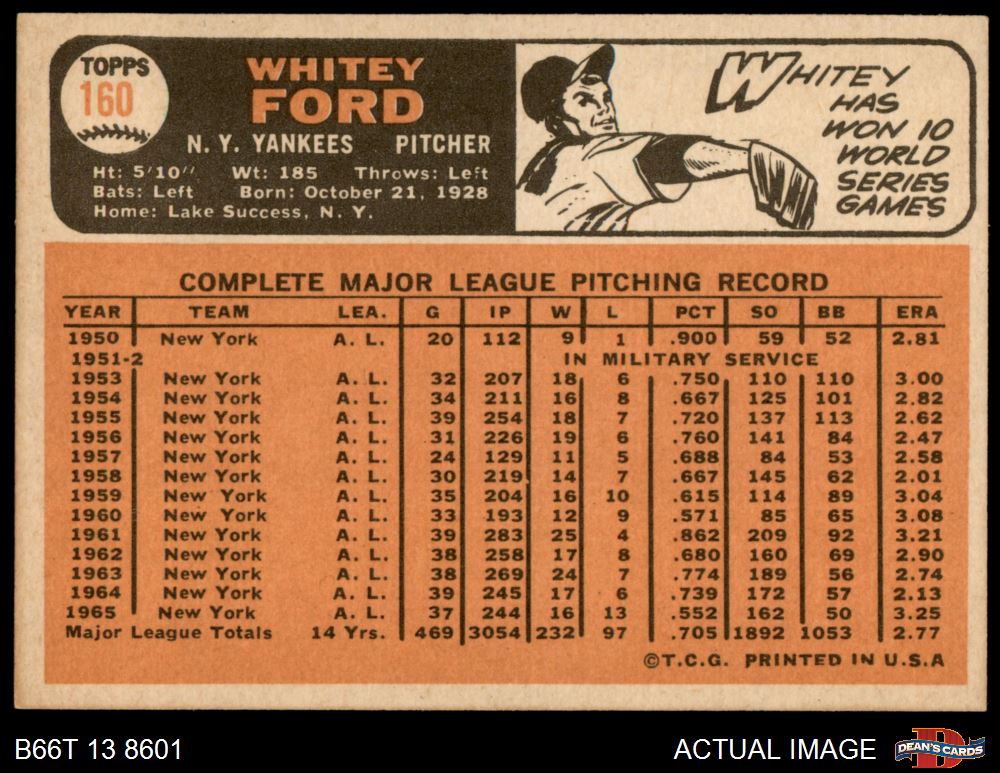 TOPPS
160
WHITEY
FORD
N. Y. YANKEES PITCHER
Ht: 5'10" Wt: 185 Throws: Left
Bats: Left Born: October 21, 1928
Home: Lake Success, N. Y.
WHITEY
HAS
WON 10
WORLD
SERIES
GAMES
COMPLETE MAJOR LEAGUE PITCHING RECORD
YEAR TEAM LEA. G IP W L PCT SO BB ERA
1950 New York A. L. 20 112 9 1 .900 59 52 2.81
1951-2 IN MILITARY SERVICE
1953 New York A. L. 32 207 18 6 .750 110 110 3.00
1954 New York A. L. 34 211 16 8 .667 125 101 2.82
1955 New York A. L. 39 254 18 7 .720 137 113 2.62
1956 New York A. L. 31 226 19 6 .760 141 84 2.47
1957 New York A. L. 24 129 11 5 .688 84 53 2.58
1958 New York A. L. 30 219 14 7 .667 145 62 2.01
1959 New York A. L. 35 204 16 10 .615 114 89 3.04
1960 New York A. L. 33 193 12 9 .571 85 65 3.08
1961 New York A. L. 39 283 25 4 .862 209 92 3.21
1962 New York A. L. 38 258 17 8 .680 160 69 2.90
1963 New York A. L. 38 269 24 7 .774 189 56 2.74
1964 New York A. L. 39 245 17 6 .739 172 57 2.13
1965 New York A. L. 37 244 16 13 .552 162 50 3.25
Major League Totals 14 Yrs. 469 3054 232 97 .705 1892 1053 2.77
©T.C.G. PRINTED IN U.S.A
B66T 13 8601
ACTUAL IMAGE
D
DEAN'S CARDS